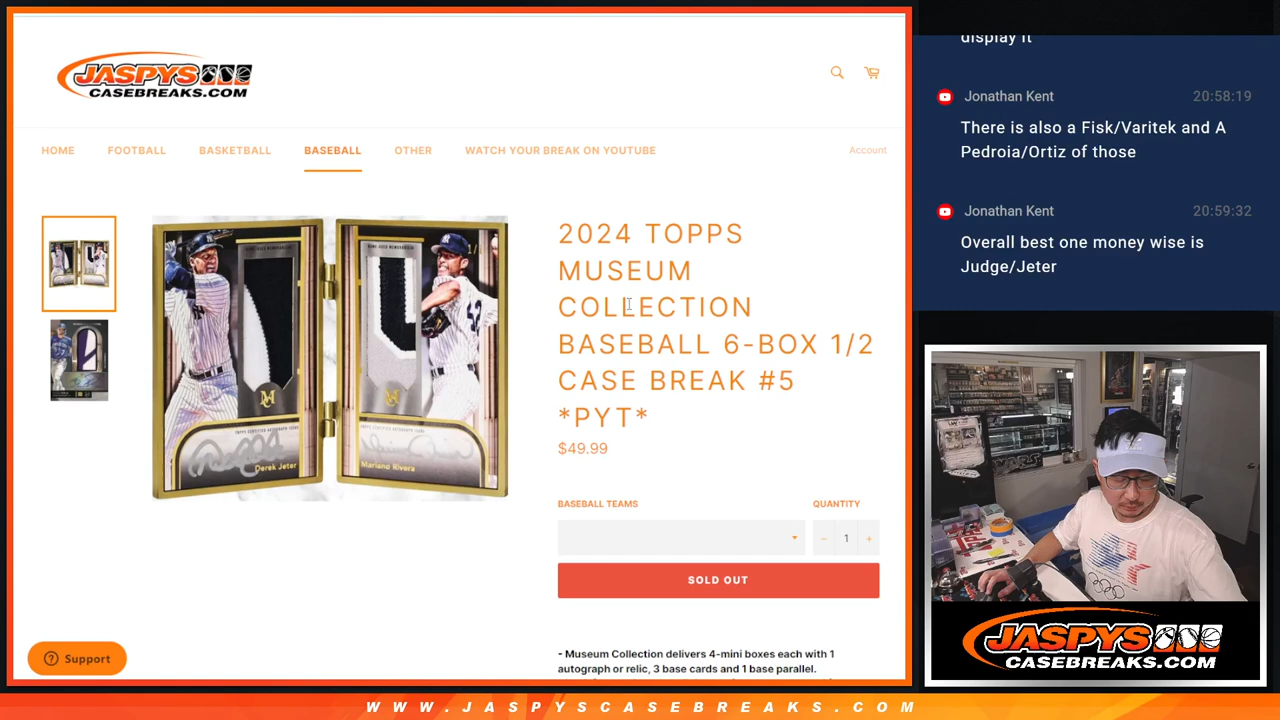 JASPYS
CASEBREAKS.COM
HOME FOOTBALL BASKETBALL BASEBALL OTHER WATCH YOUR BREAK ON YOUTUBE Account
Derek Jeter
Mariano Rivera
2024 TOPPS
MUSEUM
COLLECTION
BASEBALL 6-BOX 1/2
CASE BREAK #5
*PYT*
$49.99
BASEBALL TEAMS QUANTITY
− 1 +
SOLD OUT
- Museum Collection delivers 4-mini boxes each with 1
autograph or relic, 3 base cards and 1 base parallel.
Support
display it
Jonathan Kent 20:58:19
There is also a Fisk/Varitek and A
Pedroia/Ortiz of those
Jonathan Kent 20:59:32
Overall best one money wise is
Judge/Jeter
JASPYS
CASEBREAKS.COM
WWW.JASPYSCASEBREAKS.COM